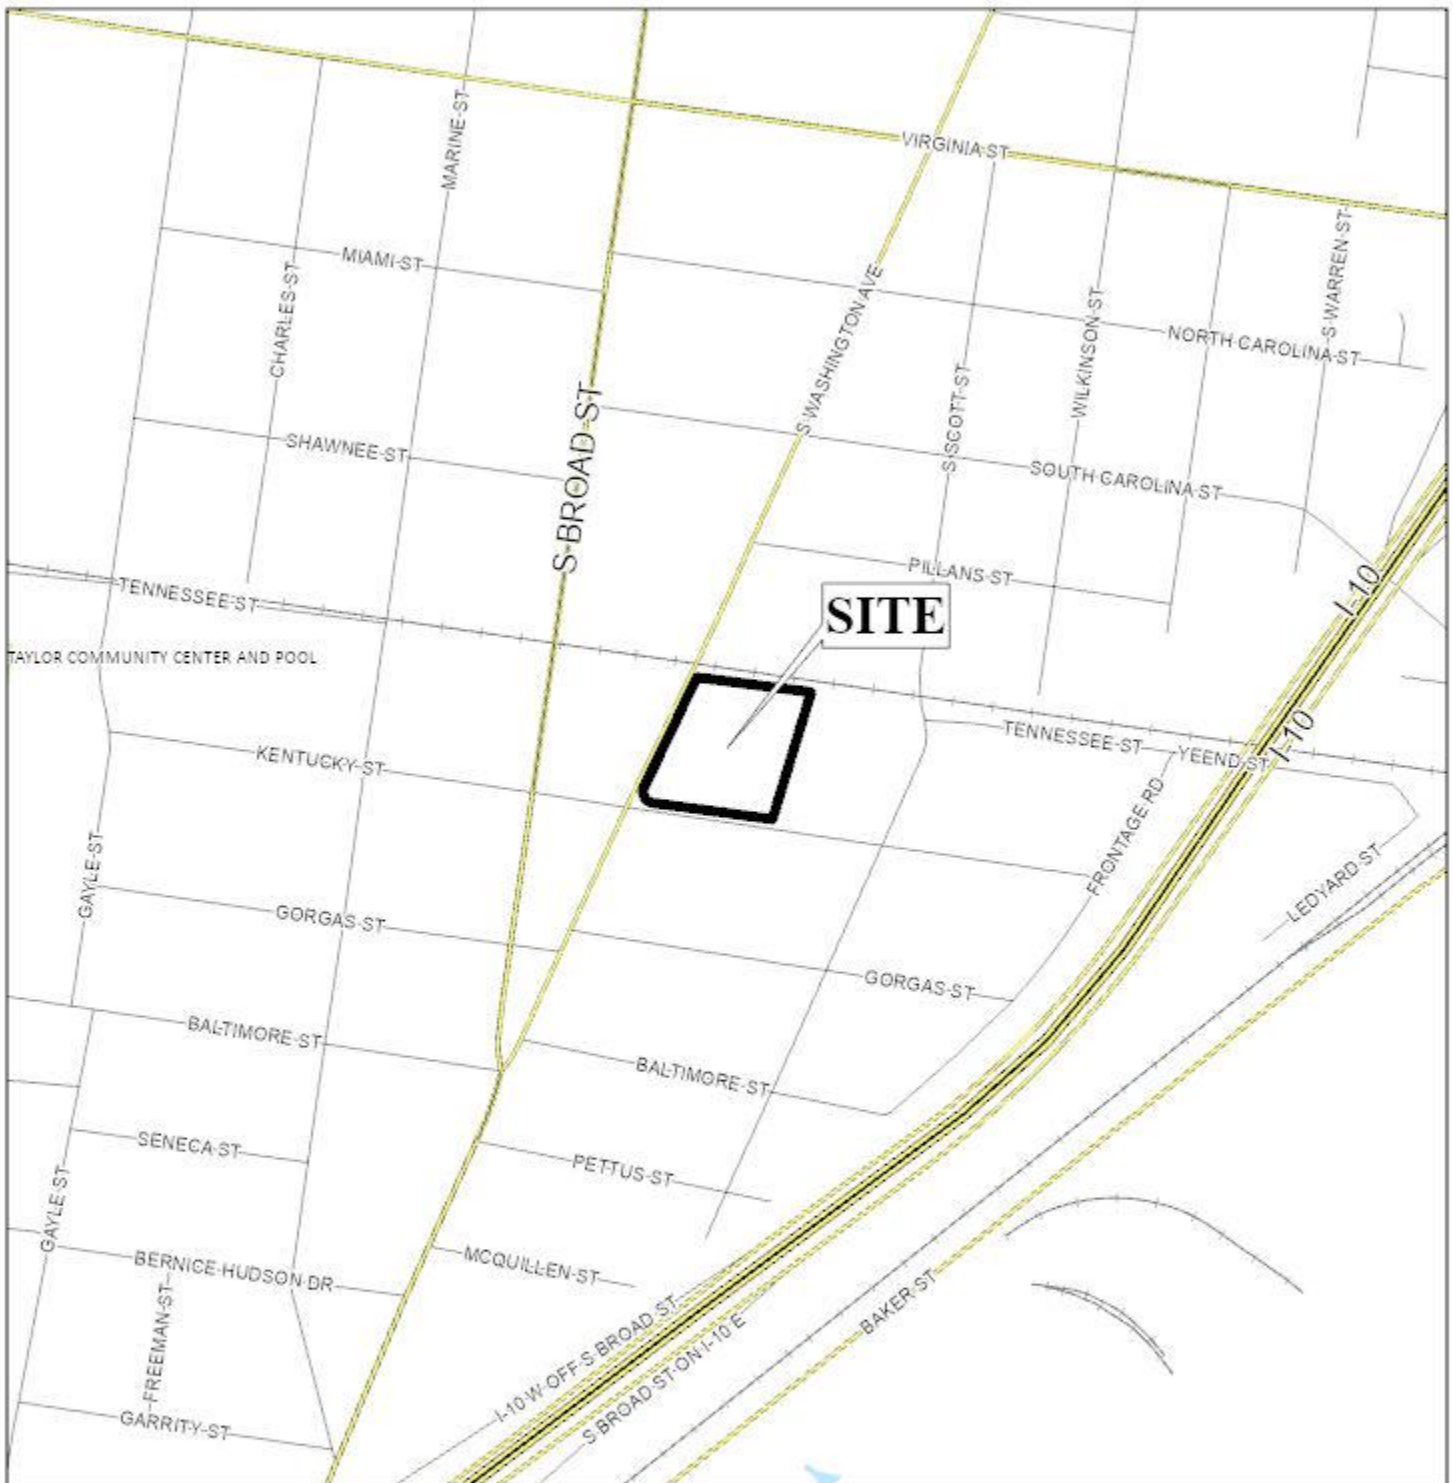 MARINE ST
VIRGINIA ST
S WARREN ST
MIAMI ST
CHARLES ST
S WASHINGTON AVE
WILKINSON ST
NORTH CAROLINA ST
S BROAD ST
S SCOTT ST
SHAWNEE ST
SOUTH CAROLINA ST
PILLANS ST
I-10
TENNESSEE ST
SITE
TAYLOR COMMUNITY CENTER AND POOL
I-10
TENNESSEE ST
YEEND ST
KENTUCKY ST
FRONTAGE RD
GAYLE ST
LEDYARD ST
GORGAS ST
GORGAS ST
BALTIMORE ST
BALTIMORE ST
SENECA ST
PETTUS ST
GAYLE ST
BERNICE HUDSON DR
MCQUILLEN ST
BAKER ST
FREEMAN ST
I-10 W OFF S BROAD ST
S BROAD ST ON I-10 E
GARRITY ST